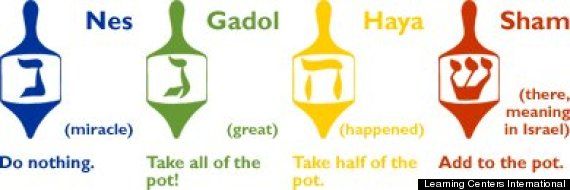 Nes
נ
(miracle)
Do nothing.
Gadol
ג
(great)
Take all of the
pot!
Haya
ה
(happened)
Take half of the
pot.
Sham
ש
(there,
meaning
in Israel)
Add to the pot.
Learning Centers International